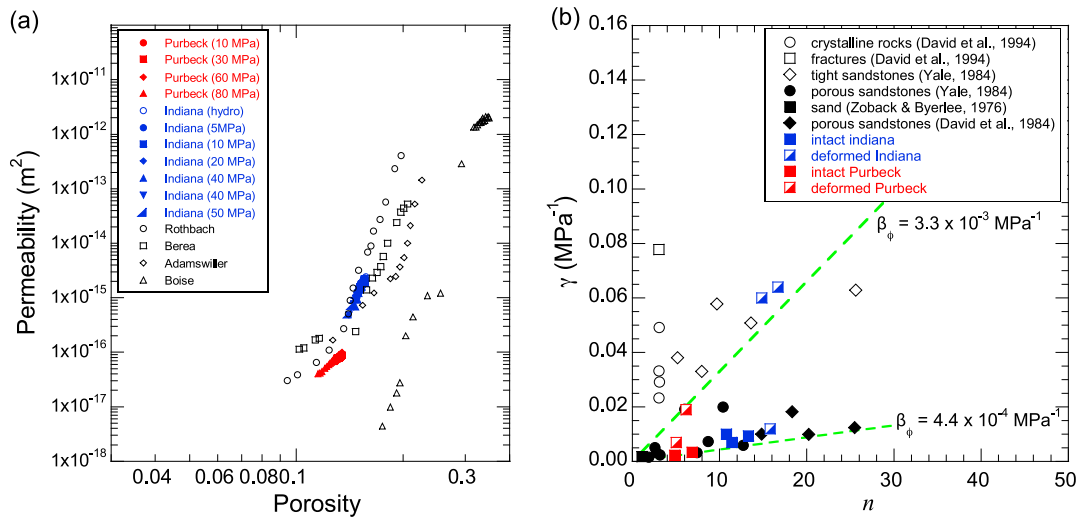 (a)
Purbeck (10 MPa)
Purbeck (30 MPa)
Purbeck (60 MPa)
Purbeck (80 MPa)
Indiana (hydro)
Indiana (5MPa)
Indiana (10 MPa)
Indiana (20 MPa)
Indiana (40 MPa)
Indiana (40 MPa)
Indiana (50 MPa)
Rothbach
Berea
Adamswiller
Boise
Permeability (m²)
1x10⁻¹¹
1x10⁻¹²
1x10⁻¹³
1x10⁻¹⁴
1x10⁻¹⁵
1x10⁻¹⁶
1x10⁻¹⁷
1x10⁻¹⁸
0.04 0.06 0.080.1 0.3
Porosity
(b)
crystalline rocks (David et al., 1994)
fractures (David et al., 1994)
tight sandstones (Yale, 1984)
porous sandstones (Yale, 1984)
sand (Zoback & Byerlee, 1976)
porous sandstones (David et al., 1984)
intact indiana
deformed Indiana
intact Purbeck
deformed Purbeck
β_ϕ = 3.3 x 10⁻³ MPa⁻¹
β_ϕ = 4.4 x 10⁻⁴ MPa⁻¹
γ (MPa⁻¹)
0.16
0.14
0.12
0.10
0.08
0.06
0.04
0.02
0.00
0 10 20 30 40 50
n